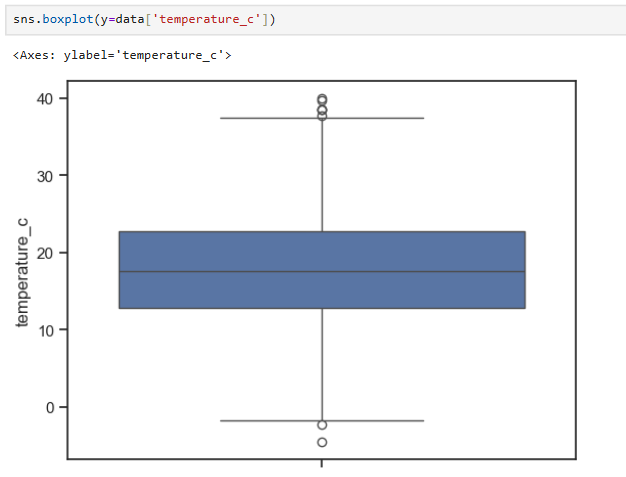 sns.boxplot(y=data['temperature_c'])
<Axes: ylabel='temperature_c'>
40
30
20
10
0
temperature_c